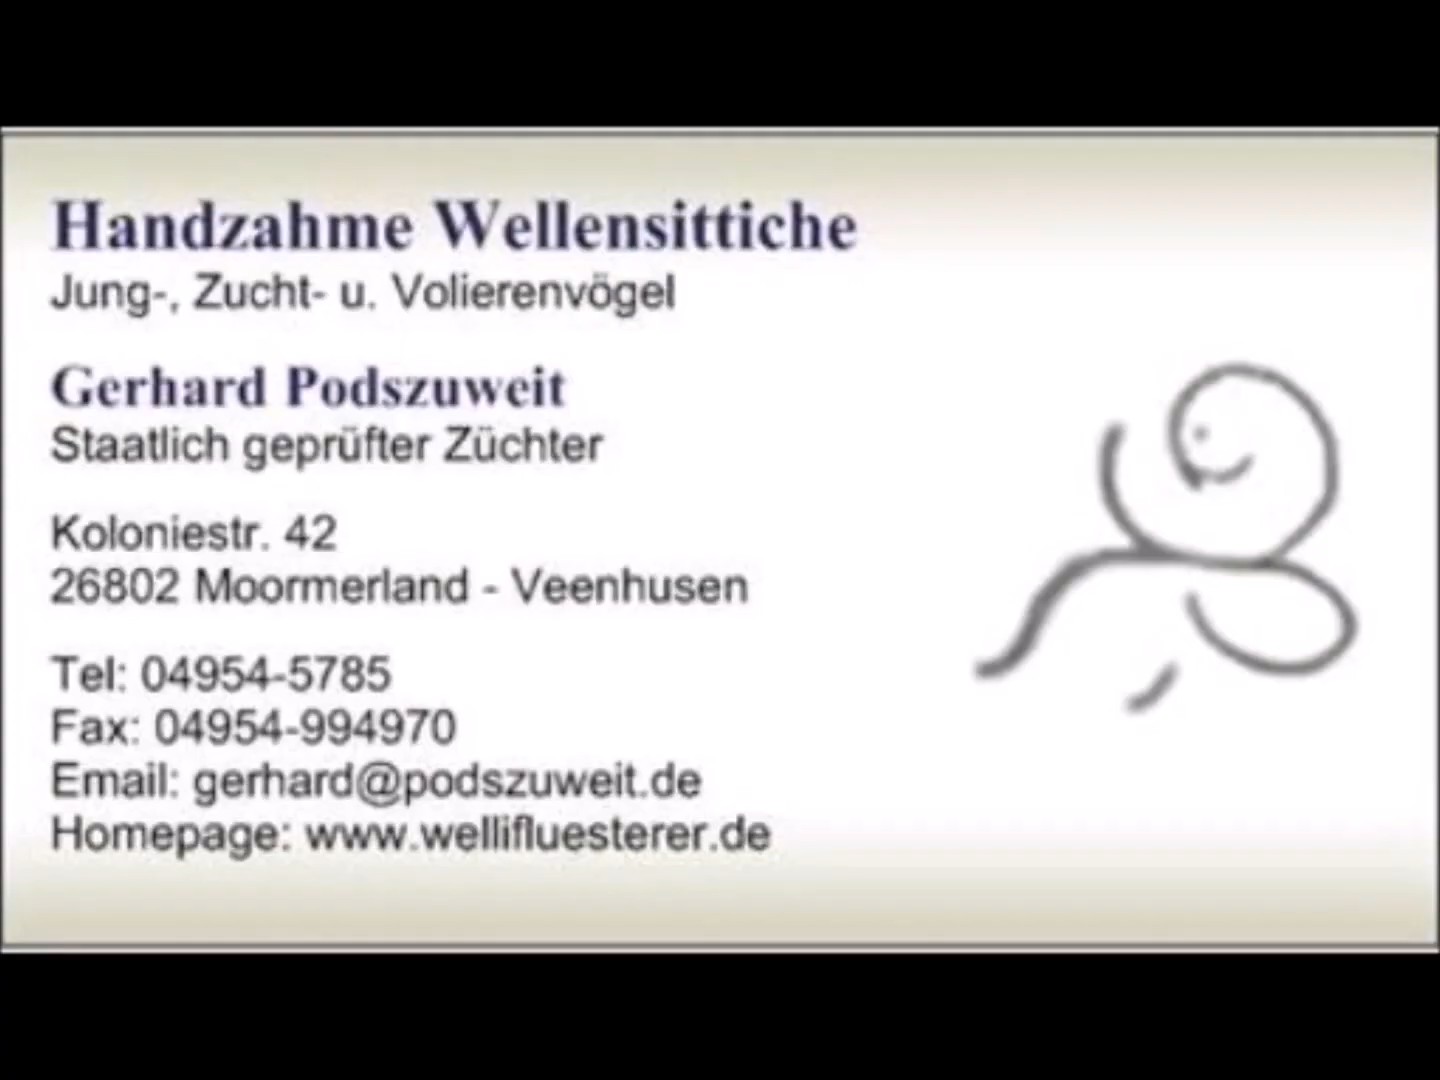 Handzahme Wellensittiche
Jung-, Zucht- u. Volierenvögel
Gerhard Podszuweit
Staatlich geprüfter Züchter
Koloniestr. 42
26802 Moormerland - Veenhusen
Tel: 04954-5785
Fax: 04954-994970
Email: gerhard@podszuweit.de
Homepage: www.wellifluesterer.de